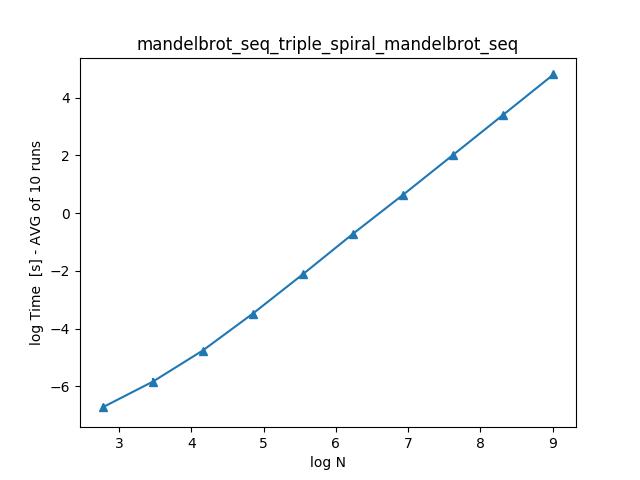 mandelbrot_seq_triple_spiral_mandelbrot_seq
log Time  [s] - AVG of 10 runs
4
2
0
−2
−4
−6
3 4 5 6 7 8 9
log N